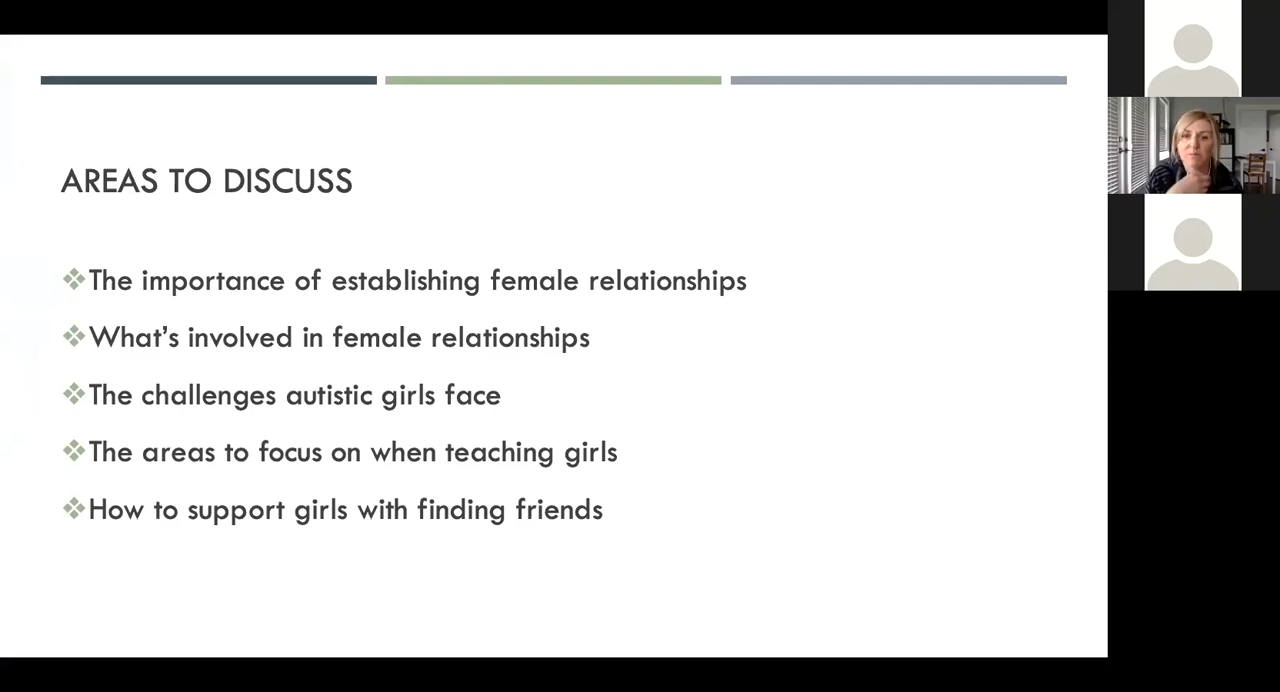 AREAS TO DISCUSS
❖The importance of establishing female relationships
❖What's involved in female relationships
❖The challenges autistic girls face
❖The areas to focus on when teaching girls
❖How to support girls with finding friends